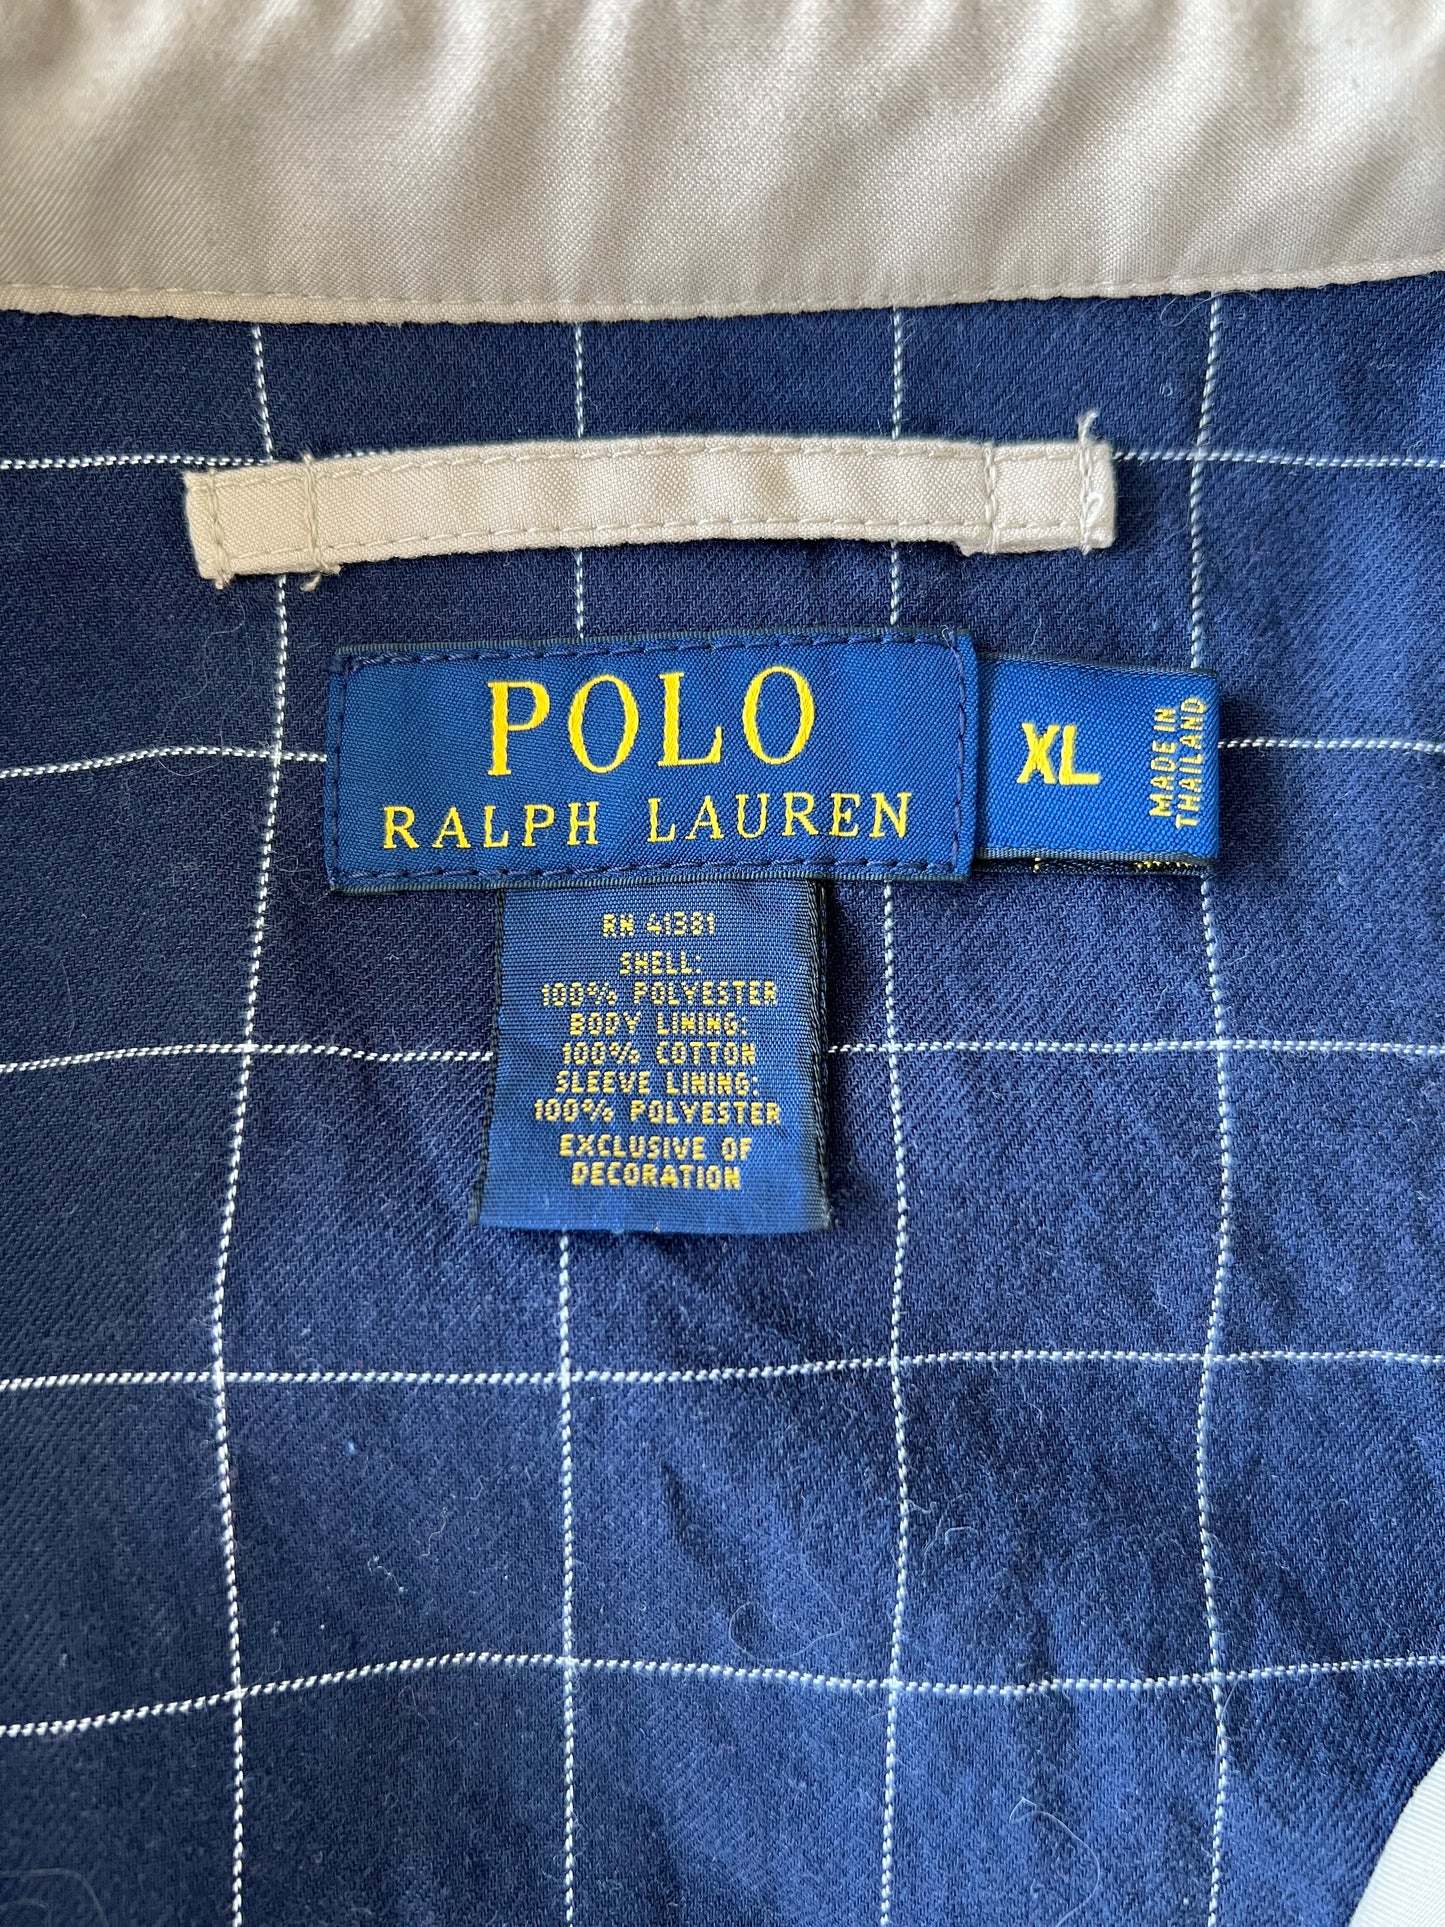 POLO
RALPH LAUREN
XL
MADE IN
THAILAND
RN 41381
SHELL:
100% POLYESTER
BODY LINING:
100% COTTON
SLEEVE LINING:
100% POLYESTER
EXCLUSIVE OF
DECORATION